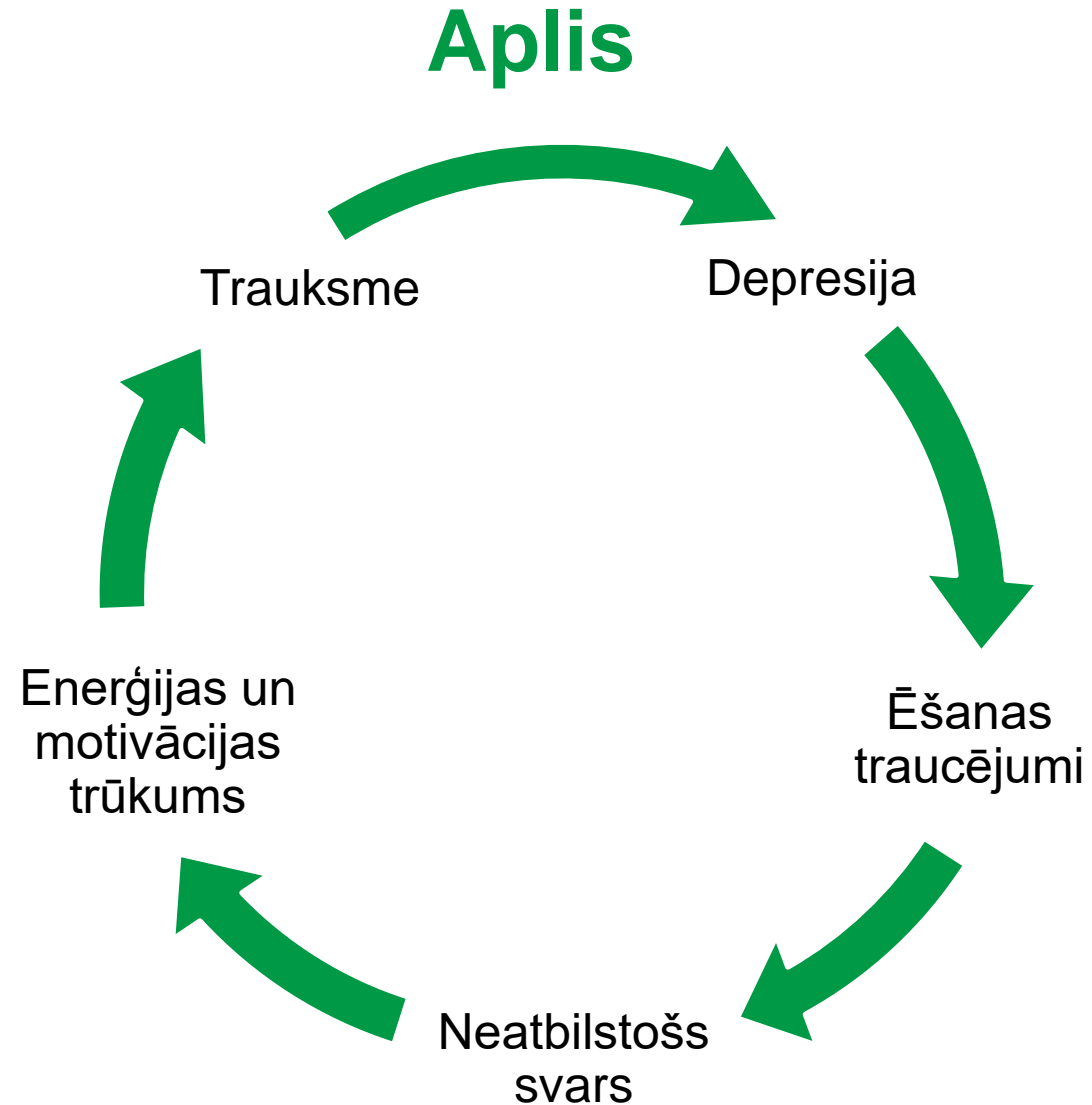 Aplis
Trauksme
Depresija
Ēšanas
traucējumi
Neatbilstošs
svars
Enerģijas un
motivācijas
trūkums